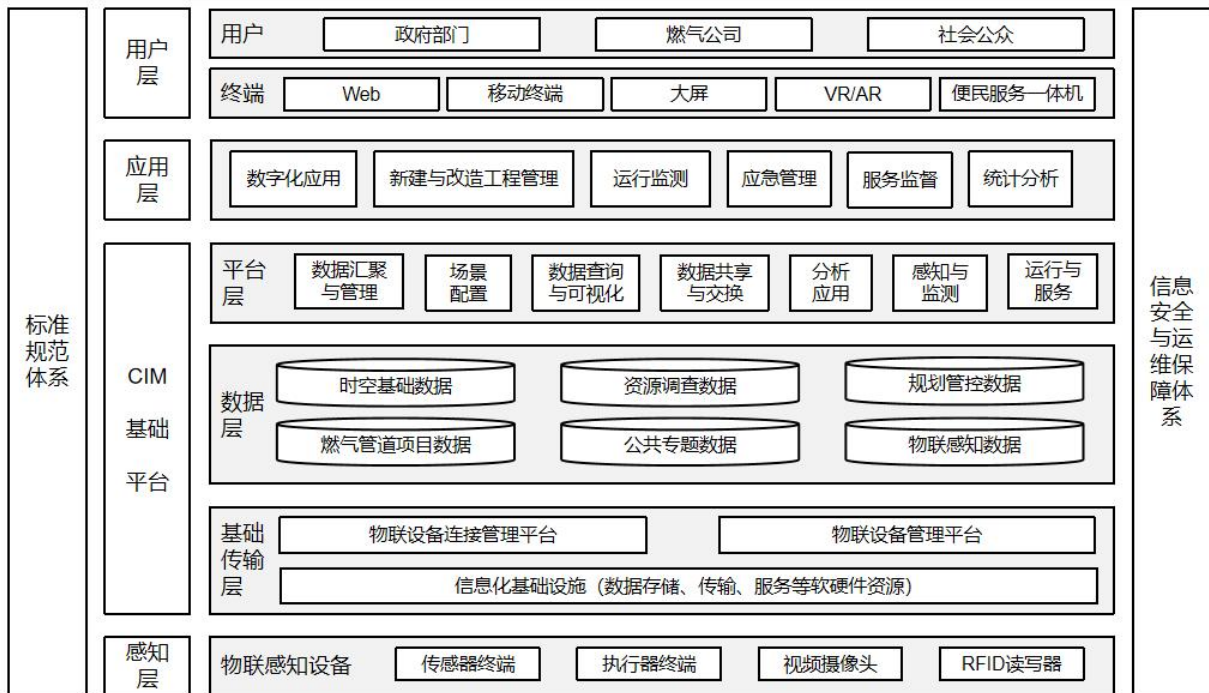 标准
规范
体系
用户
层
用户
政府部门
燃气公司
社会公众
终端
Web
移动终端
大屏
VR/AR
便民服务一体机
应用
层
数字化应用
新建与改造工程管理
运行监测
应急管理
服务监督
统计分析
CIM
基础
平台
平台
层
数据汇聚
与管理
场景
配置
数据查询
与可视化
数据共享
与交换
分析
应用
感知与
监测
运行与
服务
数据
层
时空基础数据
资源调查数据
规划管控数据
燃气管道项目数据
公共专题数据
物联感知数据
基础
传输
层
物联设备连接管理平台
物联设备管理平台
信息化基础设施（数据存储、传输、服务等软硬件资源）
感知
层
物联感知设备
传感器终端
执行器终端
视频摄像头
RFID读写器
信息
安全
与运
维保
障体
系